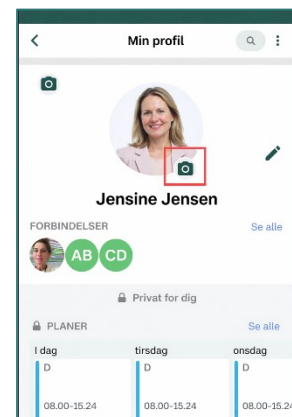 Min profil
Jensine Jensen
FORBINDELSER Se alle
AB CD
Privat for dig
PLANER Se alle
I dag tirsdag onsdag
D D D
08.00-15.24 08.00-15.24 08.00-15.24